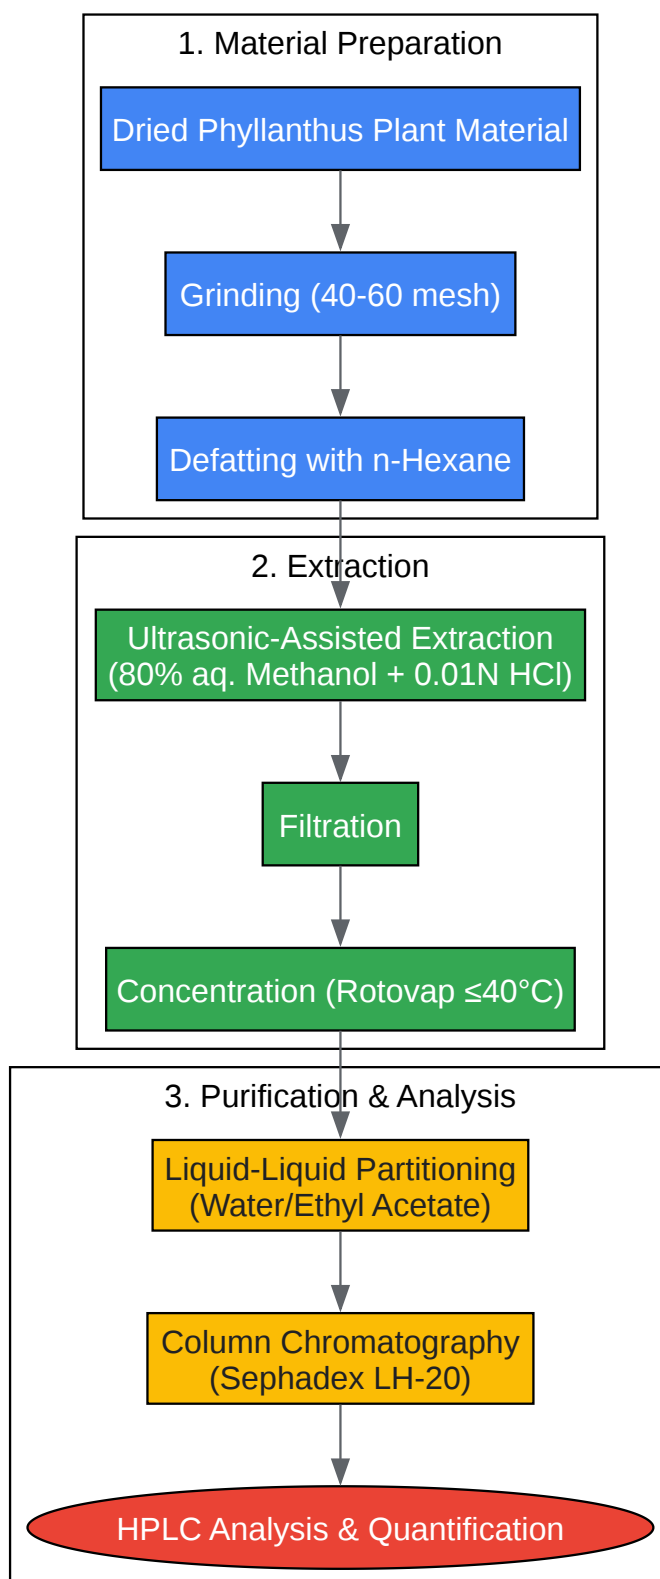 1. Material Preparation
Dried Phyllanthus Plant Material
Grinding (40-60 mesh)
Defatting with n-Hexane
2. Extraction
Ultrasonic-Assisted Extraction
(80% aq. Methanol + 0.01N HCl)
Filtration
Concentration (Rotovap ≤40°C)
3. Purification & Analysis
Liquid-Liquid Partitioning
(Water/Ethyl Acetate)
Column Chromatography
(Sephadex LH-20)
HPLC Analysis & Quantification